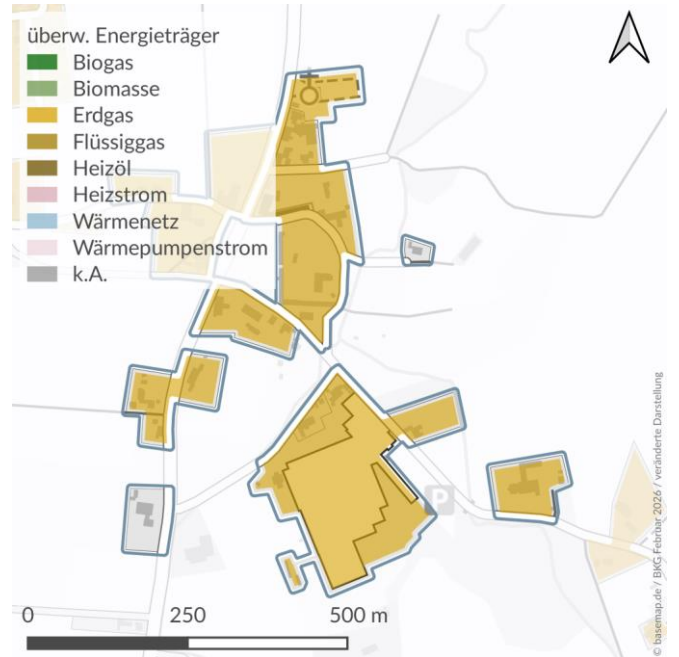 überw. Energieträger
Biogas
Biomasse
Erdgas
Flüssiggas
Heizöl
Heizstrom
Wärmenetz
Wärmepumpenstrom
k.A.
P
0 250 500 m
© basemap.de / BKG Februar 2026 / veränderte Darstellung